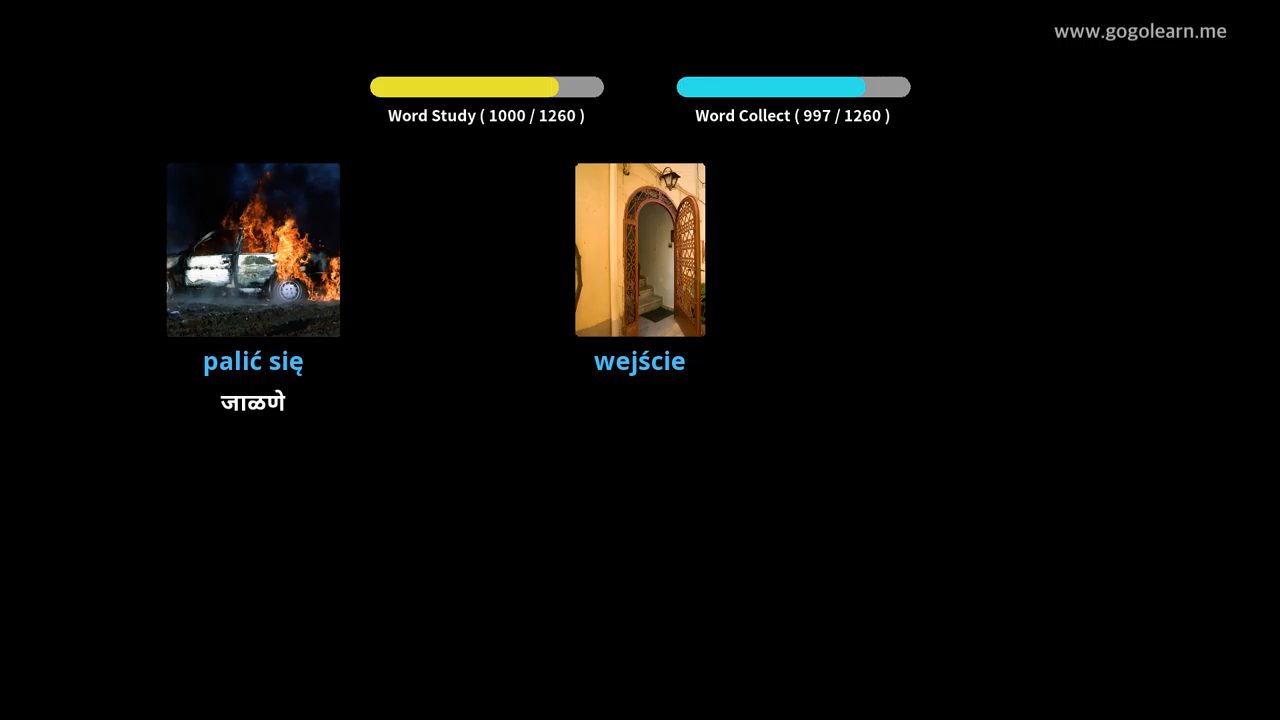 www.gogolearn.me
Word Study ( 1000 / 1260 )
Word Collect ( 997 / 1260 )
palić się
wejście
जाळणे